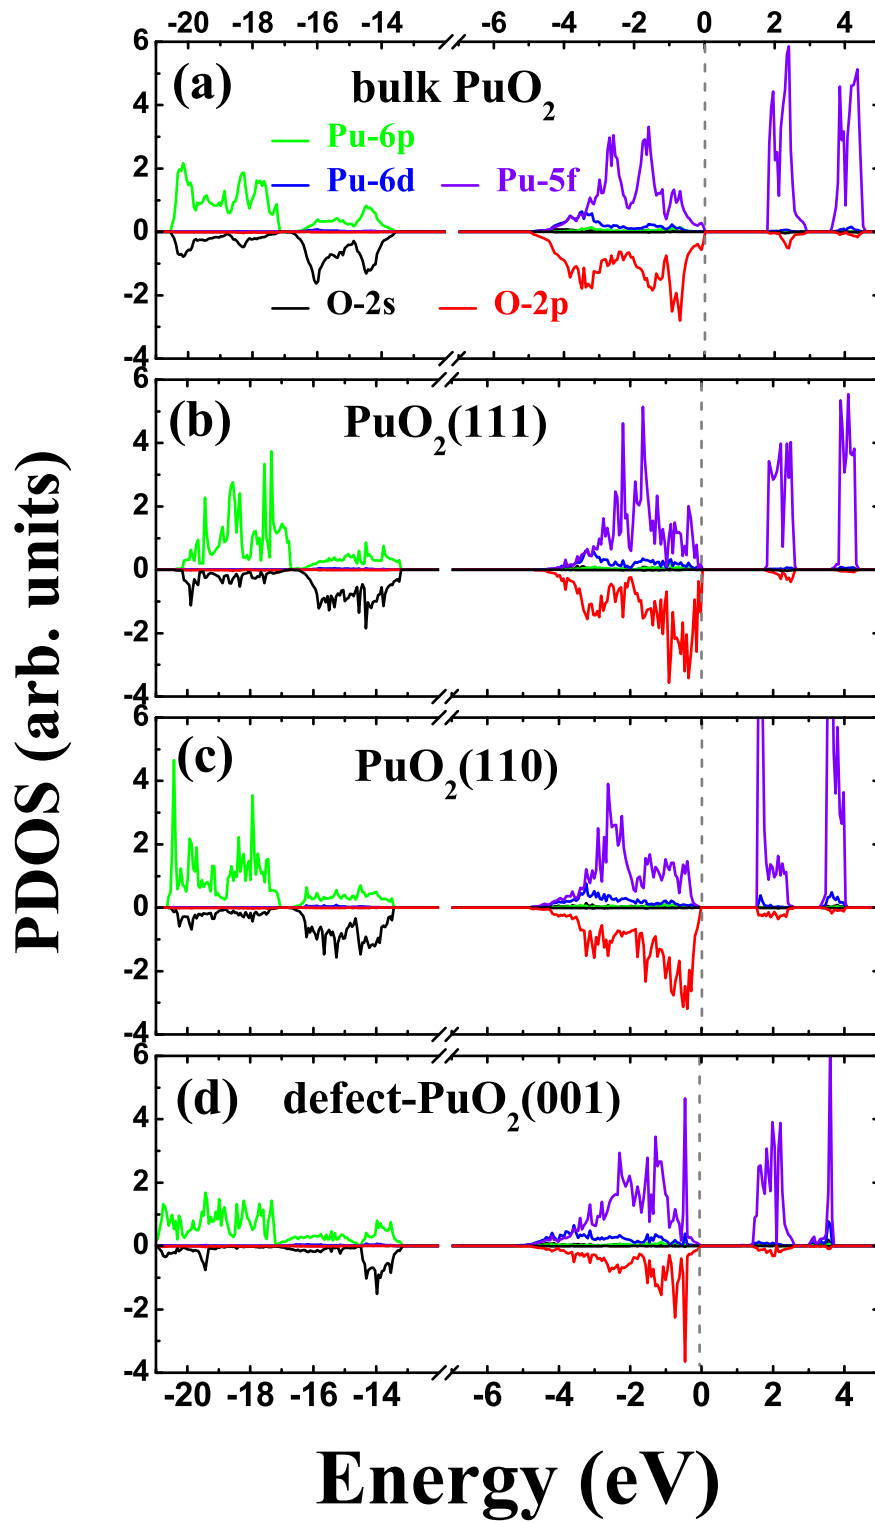 -20 -18 -16 -14 -4 -2 0 2 4
6
(a) bulk PuO2
4
Pu-6p
2
Pu-6d Pu-5f
0
-2
O-2s O-2p
-4
6
(b) PuO2(111)
4
2
0
-2
-4
6
(c) PuO2(110)
4
2
0
-2
-4
6
(d) defect-PuO2(001)
4
2
0
-2
-4
-20 -18 -16 -14 -6 -4 -2 0 2 4
PDOS (arb. units)
Energy (eV)